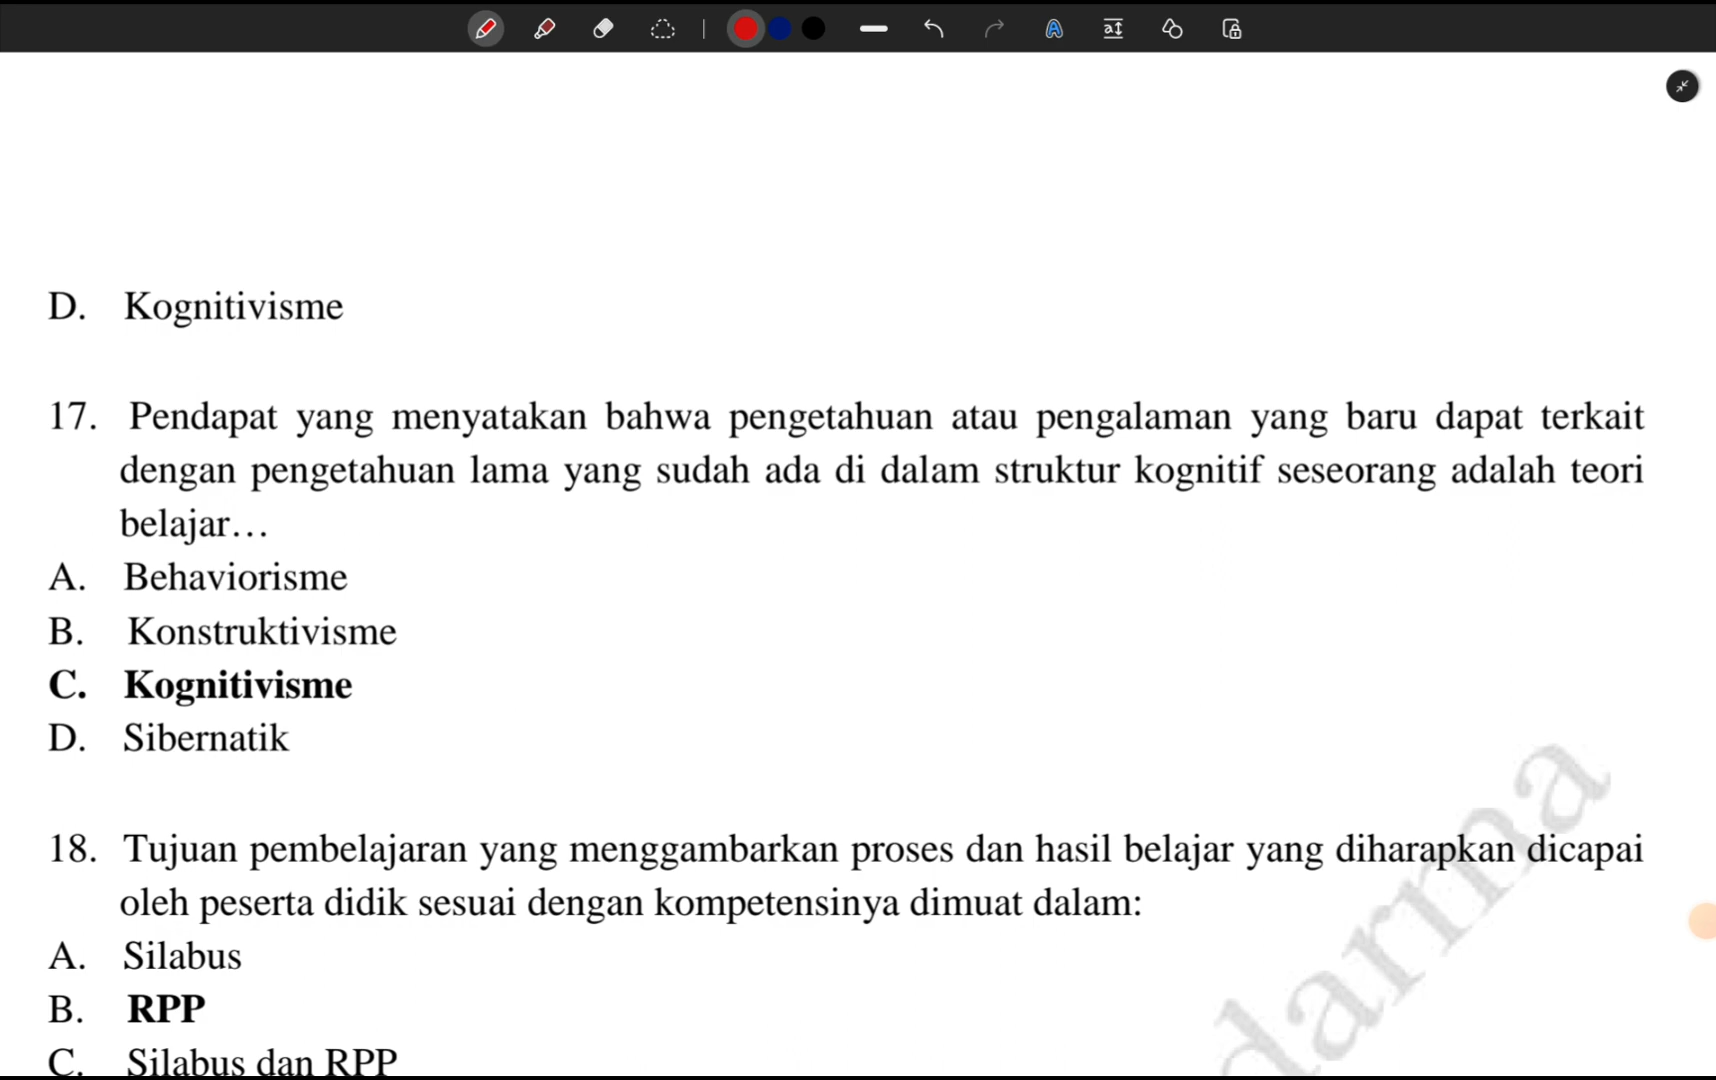 D. Kognitivisme
17. Pendapat yang menyatakan bahwa pengetahuan atau pengalaman yang baru dapat terkait
dengan pengetahuan lama yang sudah ada di dalam struktur kognitif seseorang adalah teori
belajar…
A. Behaviorisme
B. Konstruktivisme
C. Kognitivisme
D. Sibernatik
18. Tujuan pembelajaran yang menggambarkan proses dan hasil belajar yang diharapkan dicapai
oleh peserta didik sesuai dengan kompetensinya dimuat dalam:
A. Silabus
B. RPP
C. Silabus dan RPP
darma